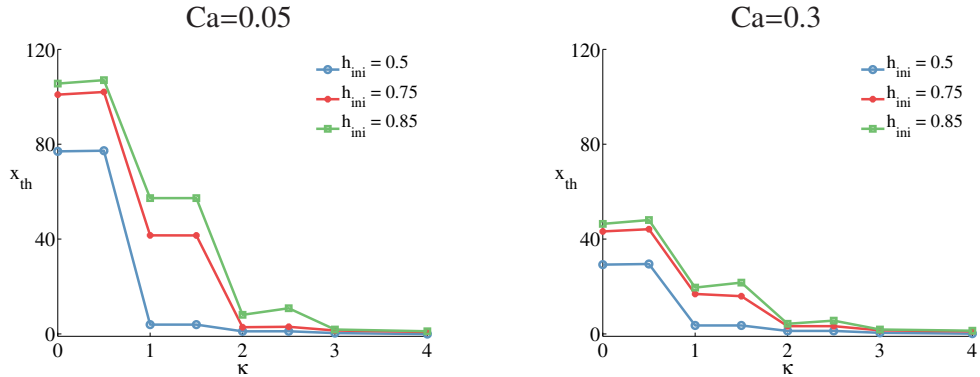 Ca=0.05
120
80
40
0
x_th
0 1 2 3 4
κ
h_ini = 0.5
h_ini = 0.75
h_ini = 0.85
Ca=0.3
120
80
40
0
x_th
0 1 2 3 4
κ
h_ini = 0.5
h_ini = 0.75
h_ini = 0.85